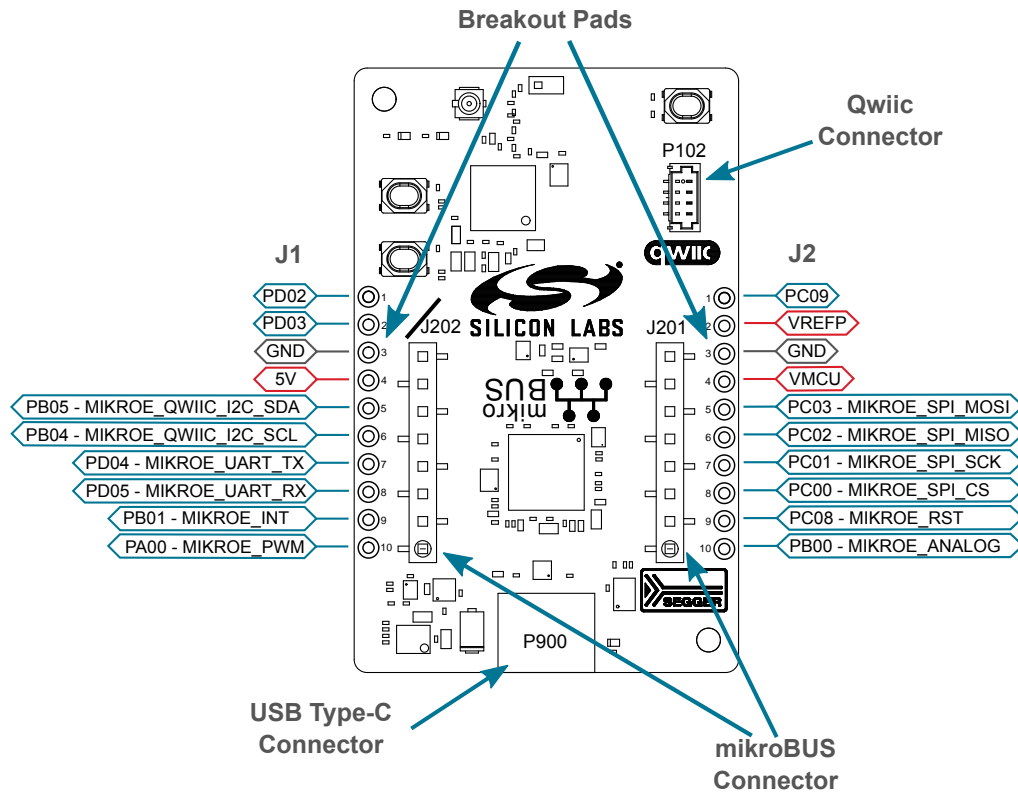 Breakout Pads
Qwiic
Connector
P102
qwiic
J1
J2
PD02
1
1
PC09
PD03
2
J202
SILICON LABS
J201
2
VREFP
GND
3
3
GND
5V
4
4
VMCU
mikro
BUS
PB05 - MIKROE_QWIIC_I2C_SDA
5
5
PC03 - MIKROE_SPI_MOSI
PB04 - MIKROE_QWIIC_I2C_SCL
6
6
PC02 - MIKROE_SPI_MISO
PD04 - MIKROE_UART_TX
7
7
PC01 - MIKROE_SPI_SCK
PD05 - MIKROE_UART_RX
8
8
PC00 - MIKROE_SPI_CS
PB01 - MIKROE_INT
9
9
PC08 - MIKROE_RST
PA00 - MIKROE_PWM
10
10
PB00 - MIKROE_ANALOG
SEGGER
P900
USB Type-C
Connector
mikroBUS
Connector